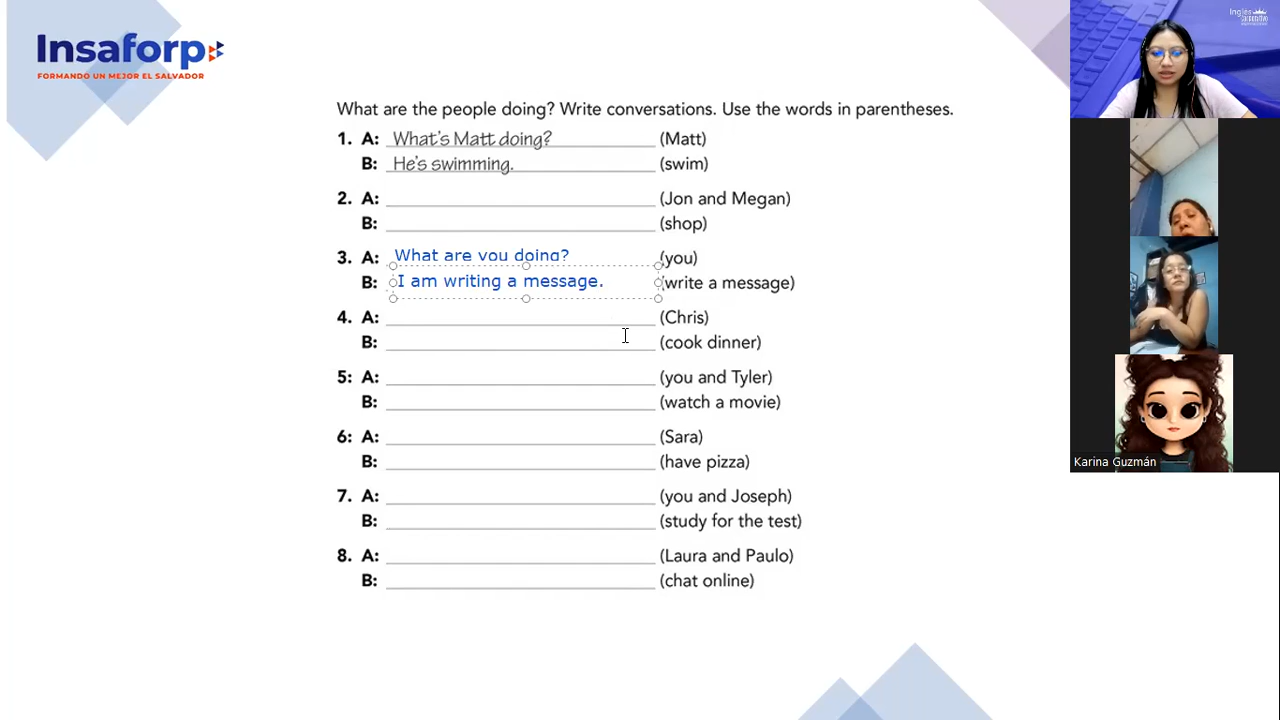 Insaforp
FORMANDO UN MEJOR EL SALVADOR
What are the people doing? Write conversations. Use the words in parentheses.
1. A: What's Matt doing? (Matt)
B: He's swimming. (swim)
2. A: (Jon and Megan)
B: (shop)
3. A: What are you doing? (you)
B: I am writing a message. (write a message)
4. A: (Chris)
B: (cook dinner)
5: A: (you and Tyler)
B: (watch a movie)
6: A: (Sara)
B: (have pizza)
7. A: (you and Joseph)
B: (study for the test)
8. A: (Laura and Paulo)
B: (chat online)
Inglés
Karina Guzmán